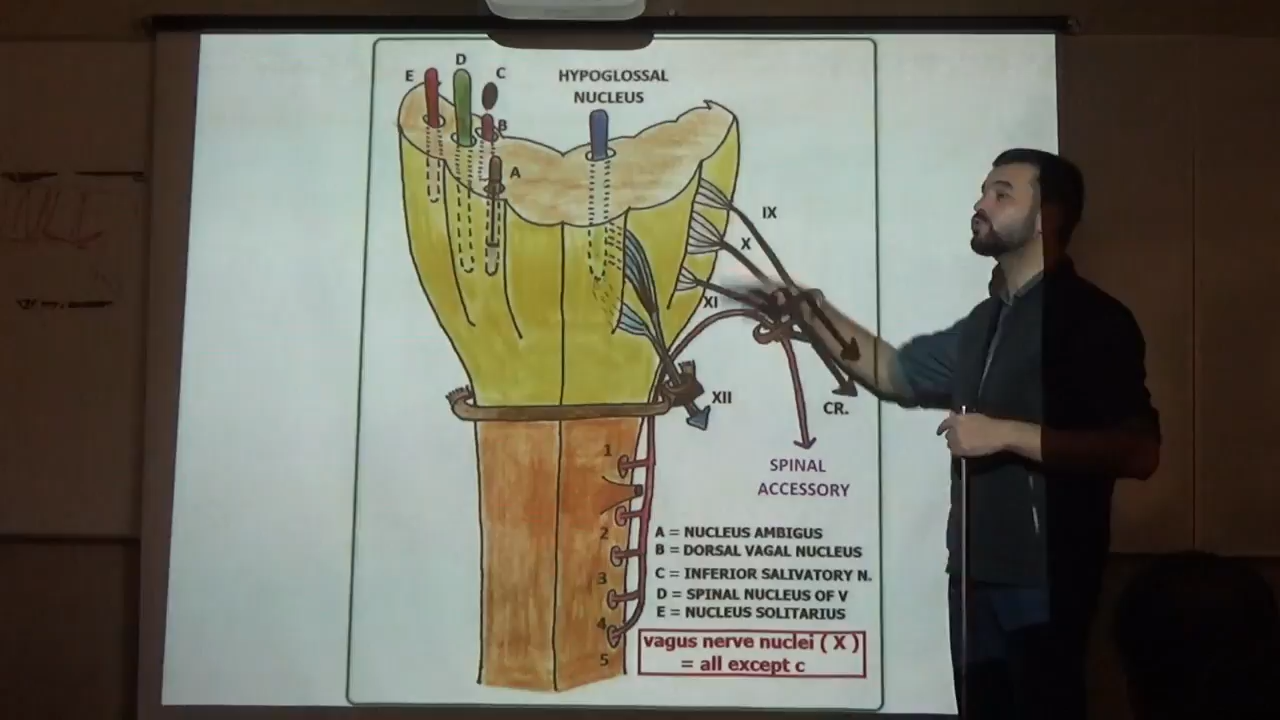 E
D
C
B
A
HYPOGLOSSAL
NUCLEUS
IX
X
XI
XII
CR.
SPINAL
ACCESSORY
1
2
3
4
5
A = NUCLEUS AMBIGUS
B = DORSAL VAGAL NUCLEUS
C = INFERIOR SALIVATORY N.
D = SPINAL NUCLEUS OF V
E = NUCLEUS SOLITARIUS
vagus nerve nuclei ( X )
= all except c